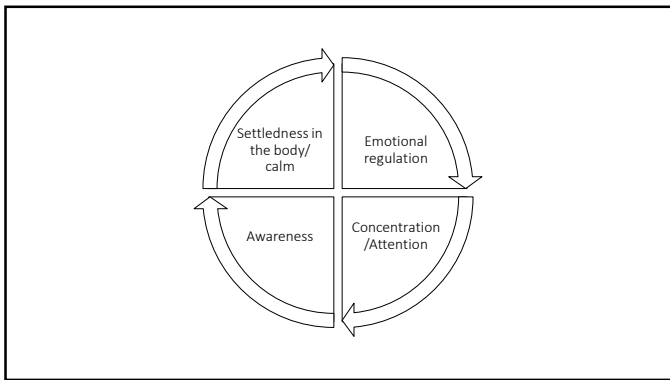 Settledness in
the body/
calm
Emotional
regulation
Awareness
Concentration
/Attention